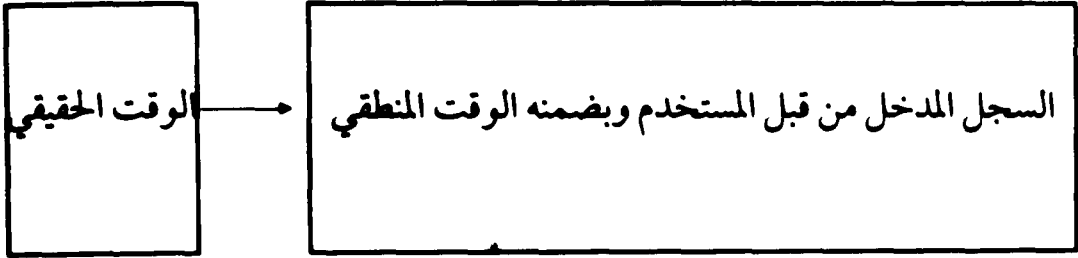 السجل المدخل من قبل المستخدم وبضمنه الوقت المنطقي
الوقت الحقيقي